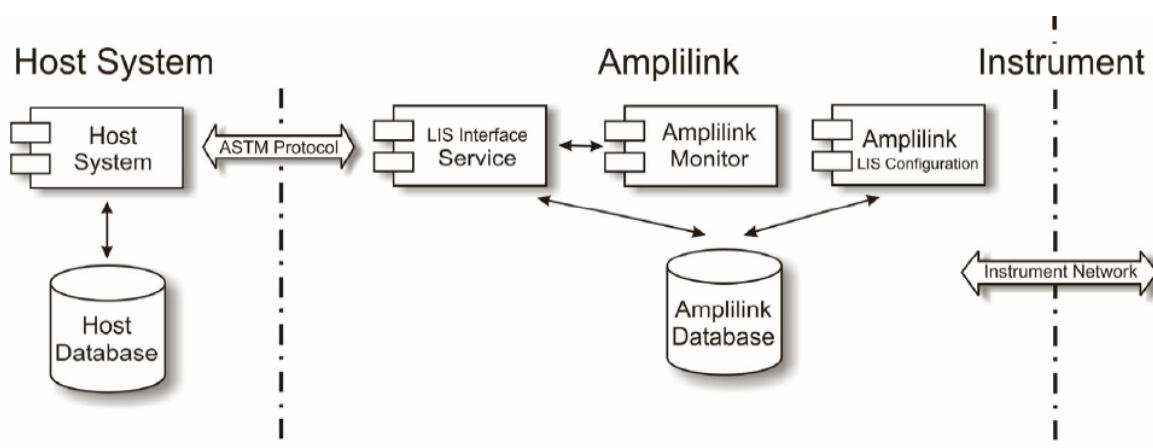 Host System
Amplilink
Instrument
Host
System
ASTM Protocol
LIS Interface
Service
Amplilink
Monitor
Amplilink
LIS Configuration
Instrument Network
Host
Database
Amplilink
Database